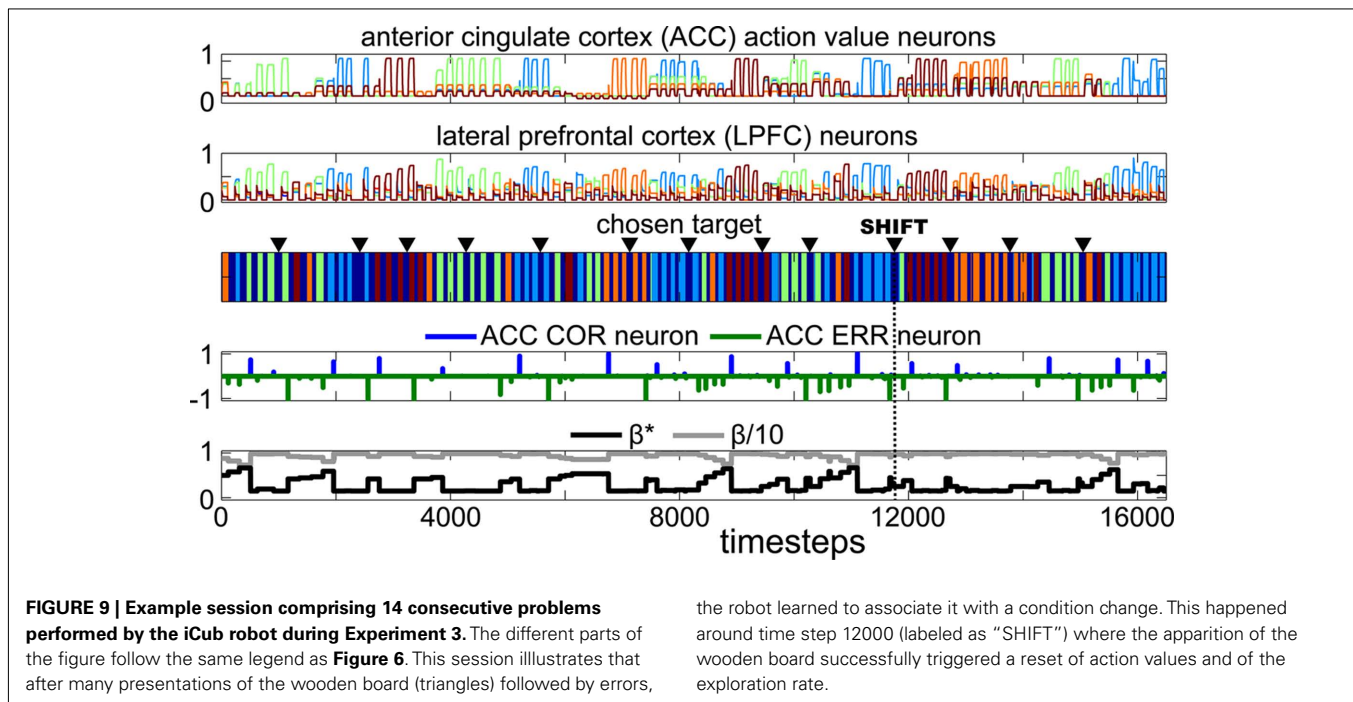 anterior cingulate cortex (ACC) action value neurons
1
0
lateral prefrontal cortex (LPFC) neurons
1
0
chosen target
SHIFT
ACC COR neuron
ACC ERR neuron
1
-1
β*
β/10
1
0
0
4000
8000
12000
16000
timesteps
FIGURE 9 | Example session comprising 14 consecutive problems
performed by the iCub robot during Experiment 3. The different parts of
the figure follow the same legend as Figure 6. This session illlustrates that
after many presentations of the wooden board (triangles) followed by errors,
the robot learned to associate it with a condition change. This happened
around time step 12000 (labeled as “SHIFT”) where the apparition of the
wooden board successfully triggered a reset of action values and of the
exploration rate.